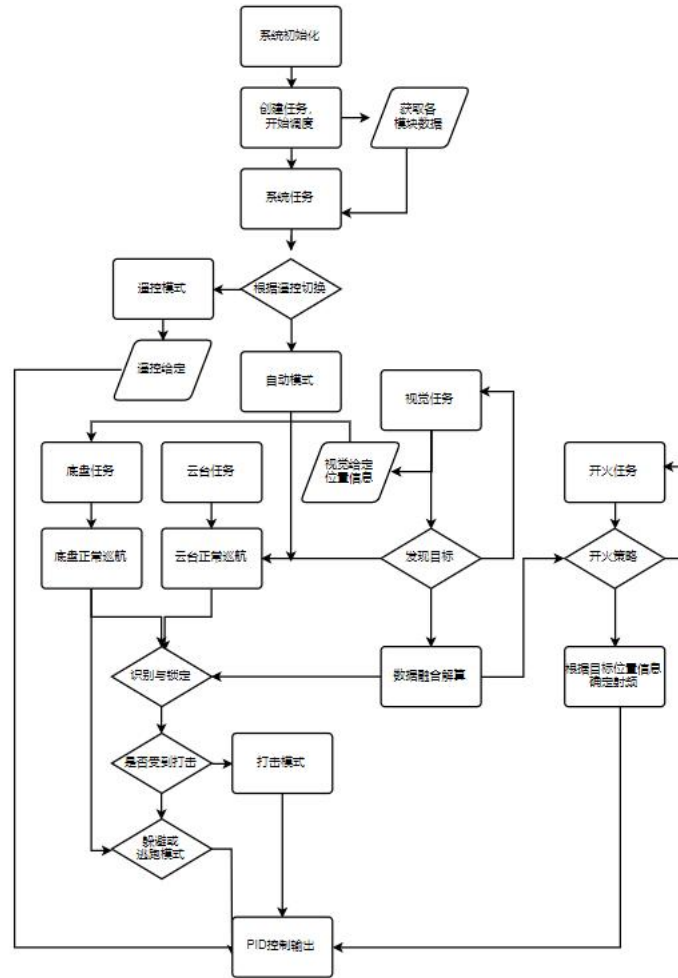 系统初始化
创建任务，
开始调度
获取各
模块数据
系统任务
遥控模式
根据遥控切换
遥控给定
自动模式
视觉任务
底盘任务
云台任务
视觉给定
位置信息
开火任务
底盘正常巡航
云台正常巡航
发现目标
开火策略
识别与锁定
数据融合解算
根据目标位置信息
确定射频
是否受到打击
打击模式
躲避或
逃跑模式
PID控制输出